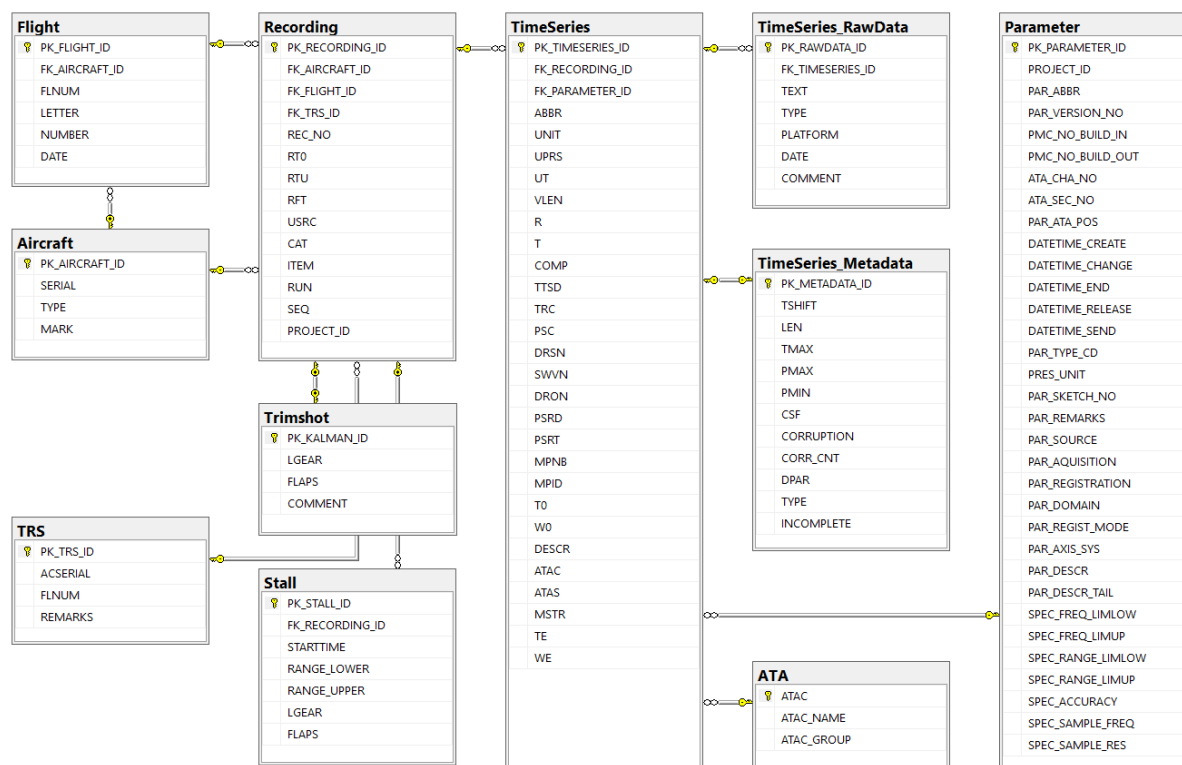 Flight
PK_FLIGHT_ID
FK_AIRCRAFT_ID
FLNUM
LETTER
NUMBER
DATE
Aircraft
PK_AIRCRAFT_ID
SERIAL
TYPE
MARK
TRS
PK_TRS_ID
ACSERIAL
FLNUM
REMARKS
Recording
PK_RECORDING_ID
FK_AIRCRAFT_ID
FK_FLIGHT_ID
FK_TRS_ID
REC_NO
RT0
RTU
RFT
USRC
CAT
ITEM
RUN
SEQ
PROJECT_ID
Trimshot
PK_KALMAN_ID
LGEAR
FLAPS
COMMENT
Stall
PK_STALL_ID
FK_RECORDING_ID
STARTTIME
RANGE_LOWER
RANGE_UPPER
LGEAR
FLAPS
TimeSeries
PK_TIMESERIES_ID
FK_RECORDING_ID
FK_PARAMETER_ID
ABBR
UNIT
UPRS
UT
VLEN
R
T
COMP
TTSD
TRC
PSC
DRSN
SWVN
DRON
PSRD
PSRT
MPNB
MPID
T0
W0
DESCR
ATAC
ATAS
MSTR
TE
WE
TimeSeries_RawData
PK_RAWDATA_ID
FK_TIMESERIES_ID
TEXT
TYPE
PLATFORM
DATE
COMMENT
TimeSeries_Metadata
PK_METADATA_ID
TSHIFT
LEN
TMAX
PMAX
PMIN
CSF
CORRUPTION
CORR_CNT
DPAR
TYPE
INCOMPLETE
ATA
ATAC
ATAC_NAME
ATAC_GROUP
Parameter
PK_PARAMETER_ID
PROJECT_ID
PAR_ABBR
PAR_VERSION_NO
PMC_NO_BUILD_IN
PMC_NO_BUILD_OUT
ATA_CHA_NO
ATA_SEC_NO
PAR_ATA_POS
DATETIME_CREATE
DATETIME_CHANGE
DATETIME_END
DATETIME_RELEASE
DATETIME_SEND
PAR_TYPE_CD
PRES_UNIT
PAR_SKETCH_NO
PAR_REMARKS
PAR_SOURCE
PAR_AQUISITION
PAR_REGISTRATION
PAR_DOMAIN
PAR_REGIST_MODE
PAR_AXIS_SYS
PAR_DESCR
PAR_DESCR_TAIL
SPEC_FREQ_LIMLOW
SPEC_FREQ_LIMUP
SPEC_RANGE_LIMLOW
SPEC_RANGE_LIMUP
SPEC_ACCURACY
SPEC_SAMPLE_FREQ
SPEC_SAMPLE_RES